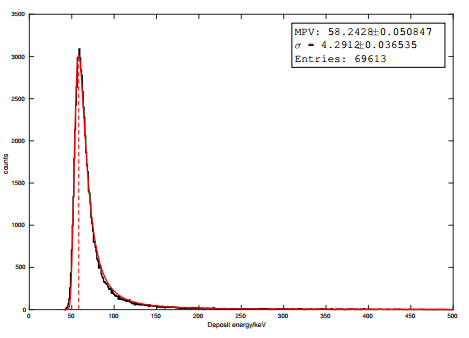 3500
3000
2500
2000
1500
1000
500
0
counts
MPV: 58.2428±0.050847
σ = 4.2912±0.036535
Entries: 69613
0 50 100 150 200 250 300 350 400 450 500
Deposit energy/keV